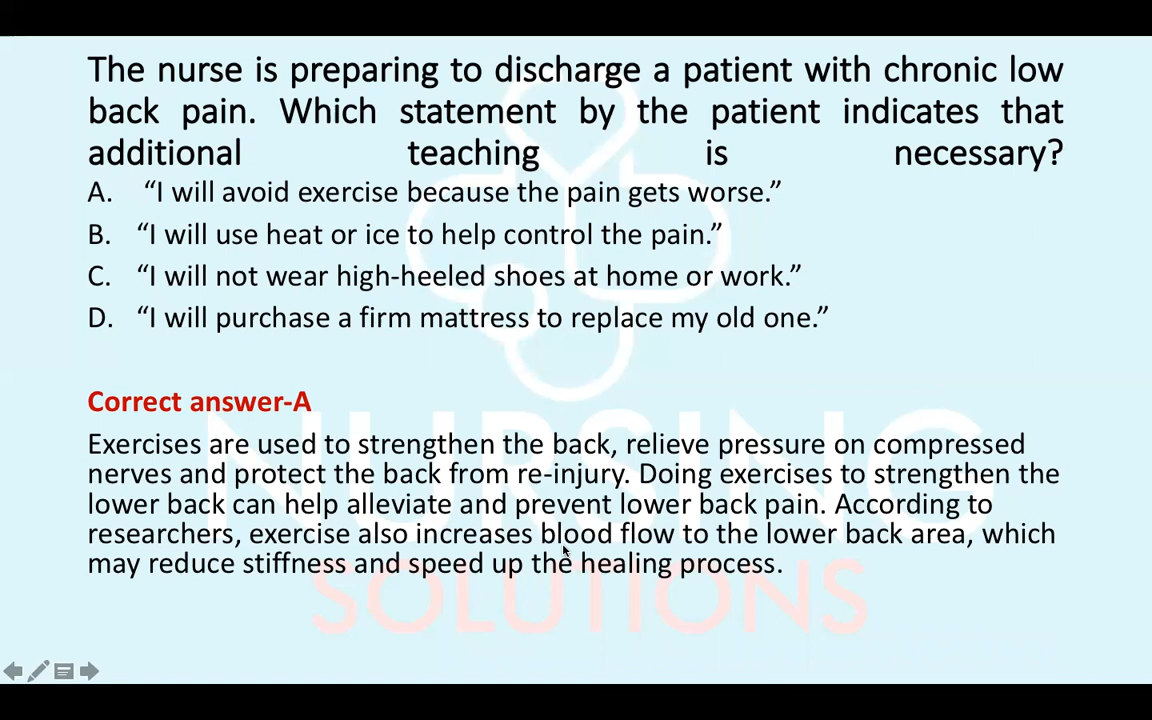 The nurse is preparing to discharge a patient with chronic low
back pain. Which statement by the patient indicates that
additional teaching is necessary?
A. “I will avoid exercise because the pain gets worse.”
B. “I will use heat or ice to help control the pain.”
C. “I will not wear high-heeled shoes at home or work.”
D. “I will purchase a firm mattress to replace my old one.”
Correct answer-A
Exercises are used to strengthen the back, relieve pressure on compressed
nerves and protect the back from re-injury. Doing exercises to strengthen the
lower back can help alleviate and prevent lower back pain. According to
researchers, exercise also increases blood flow to the lower back area, which
may reduce stiffness and speed up the healing process.
NURSING
SOLUTIONS